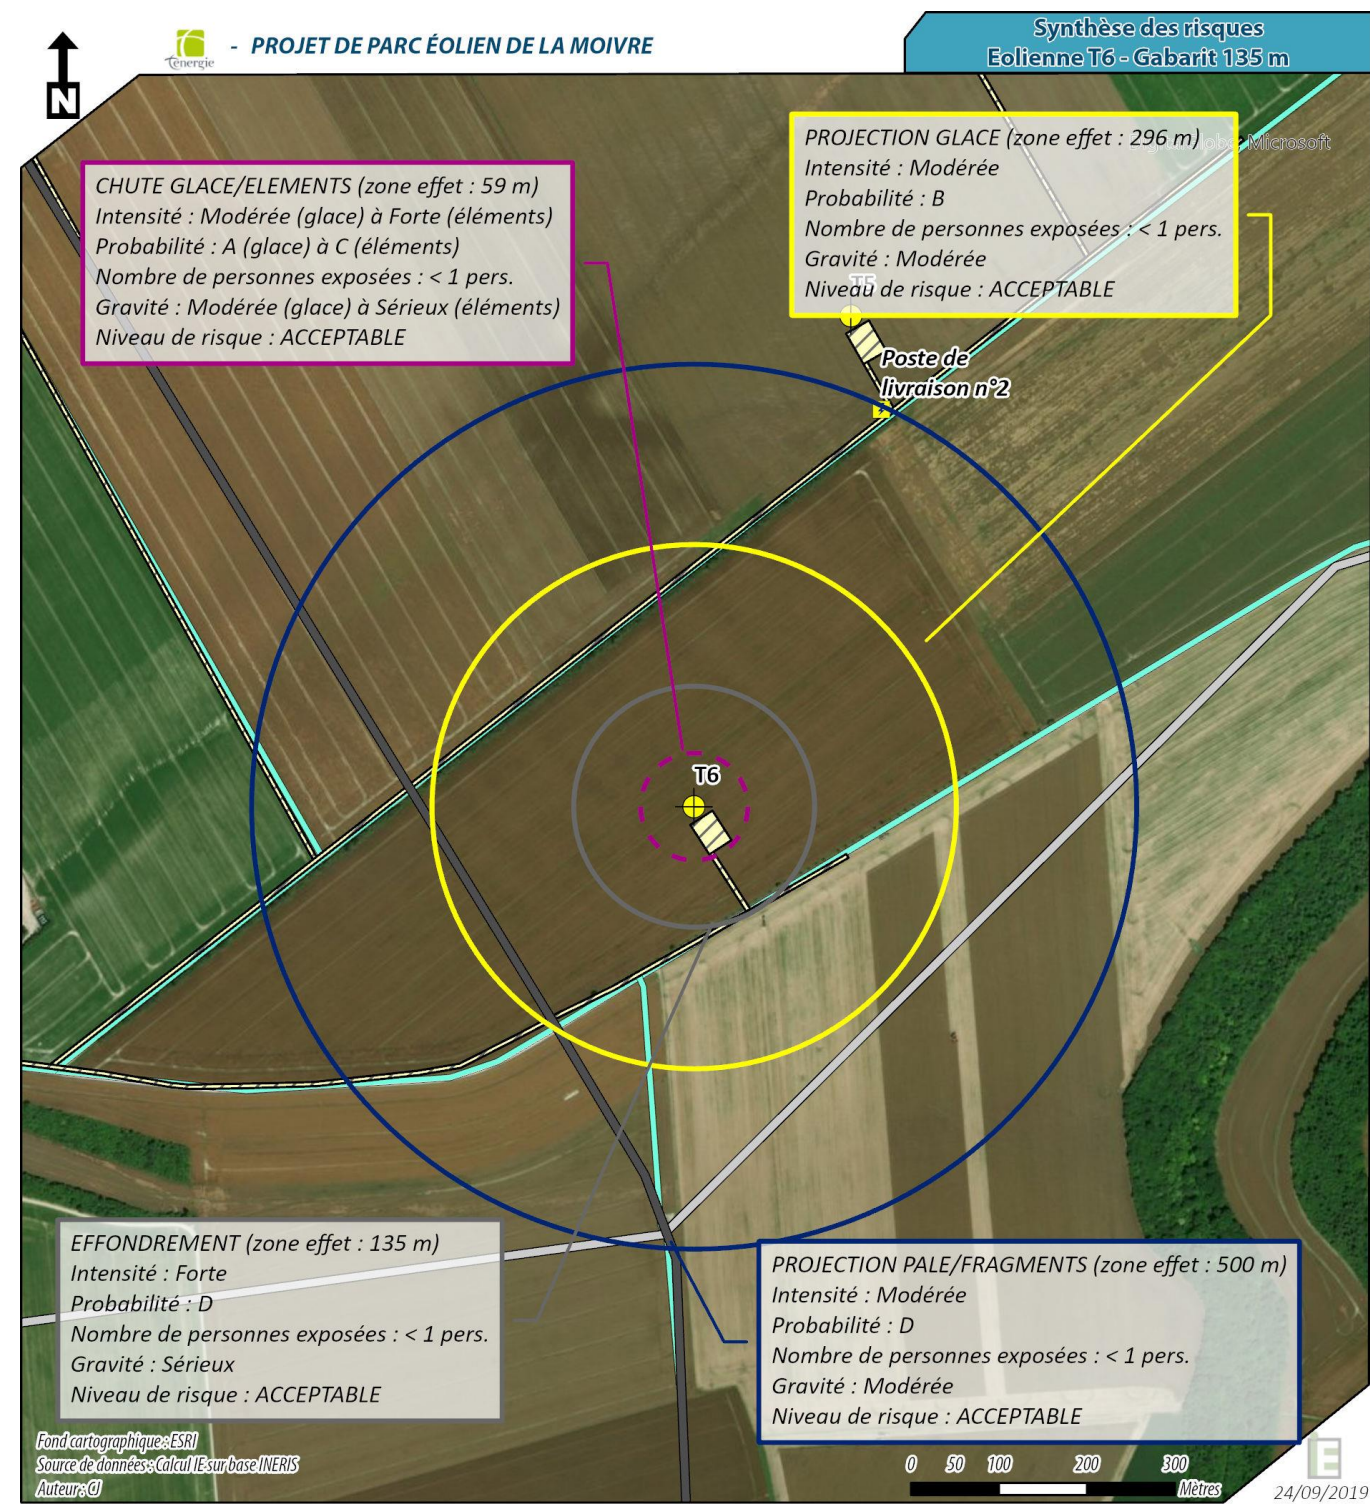 Synthèse des risques
Eolienne T6 - Gabarit 135 m
ténergie
- PROJET DE PARC ÉOLIEN DE LA MOIVRE
N
PROJECTION GLACE (zone effet : 296 m)
Intensité : Modérée
Probabilité : B
Nombre de personnes exposées : < 1 pers.
Gravité : Modérée
Niveau de risque : ACCEPTABLE
Microsoft
CHUTE GLACE/ELEMENTS (zone effet : 59 m)
Intensité : Modérée (glace) à Forte (éléments)
Probabilité : A (glace) à C (éléments)
Nombre de personnes exposées : < 1 pers.
Gravité : Modérée (glace) à Sérieux (éléments)
Niveau de risque : ACCEPTABLE
T5
Poste de
livraison n°2
T6
EFFONDREMENT (zone effet : 135 m)
Intensité : Forte
Probabilité : D
Nombre de personnes exposées : < 1 pers.
Gravité : Sérieux
Niveau de risque : ACCEPTABLE
PROJECTION PALE/FRAGMENTS (zone effet : 500 m)
Intensité : Modérée
Probabilité : D
Nombre de personnes exposées : < 1 pers.
Gravité : Modérée
Niveau de risque : ACCEPTABLE
Fond cartographique : ESRI
Source de données : Calcul IE sur base INERIS
Auteur : CJ
0 50 100 200 300
Mètres
IE
24/09/2019